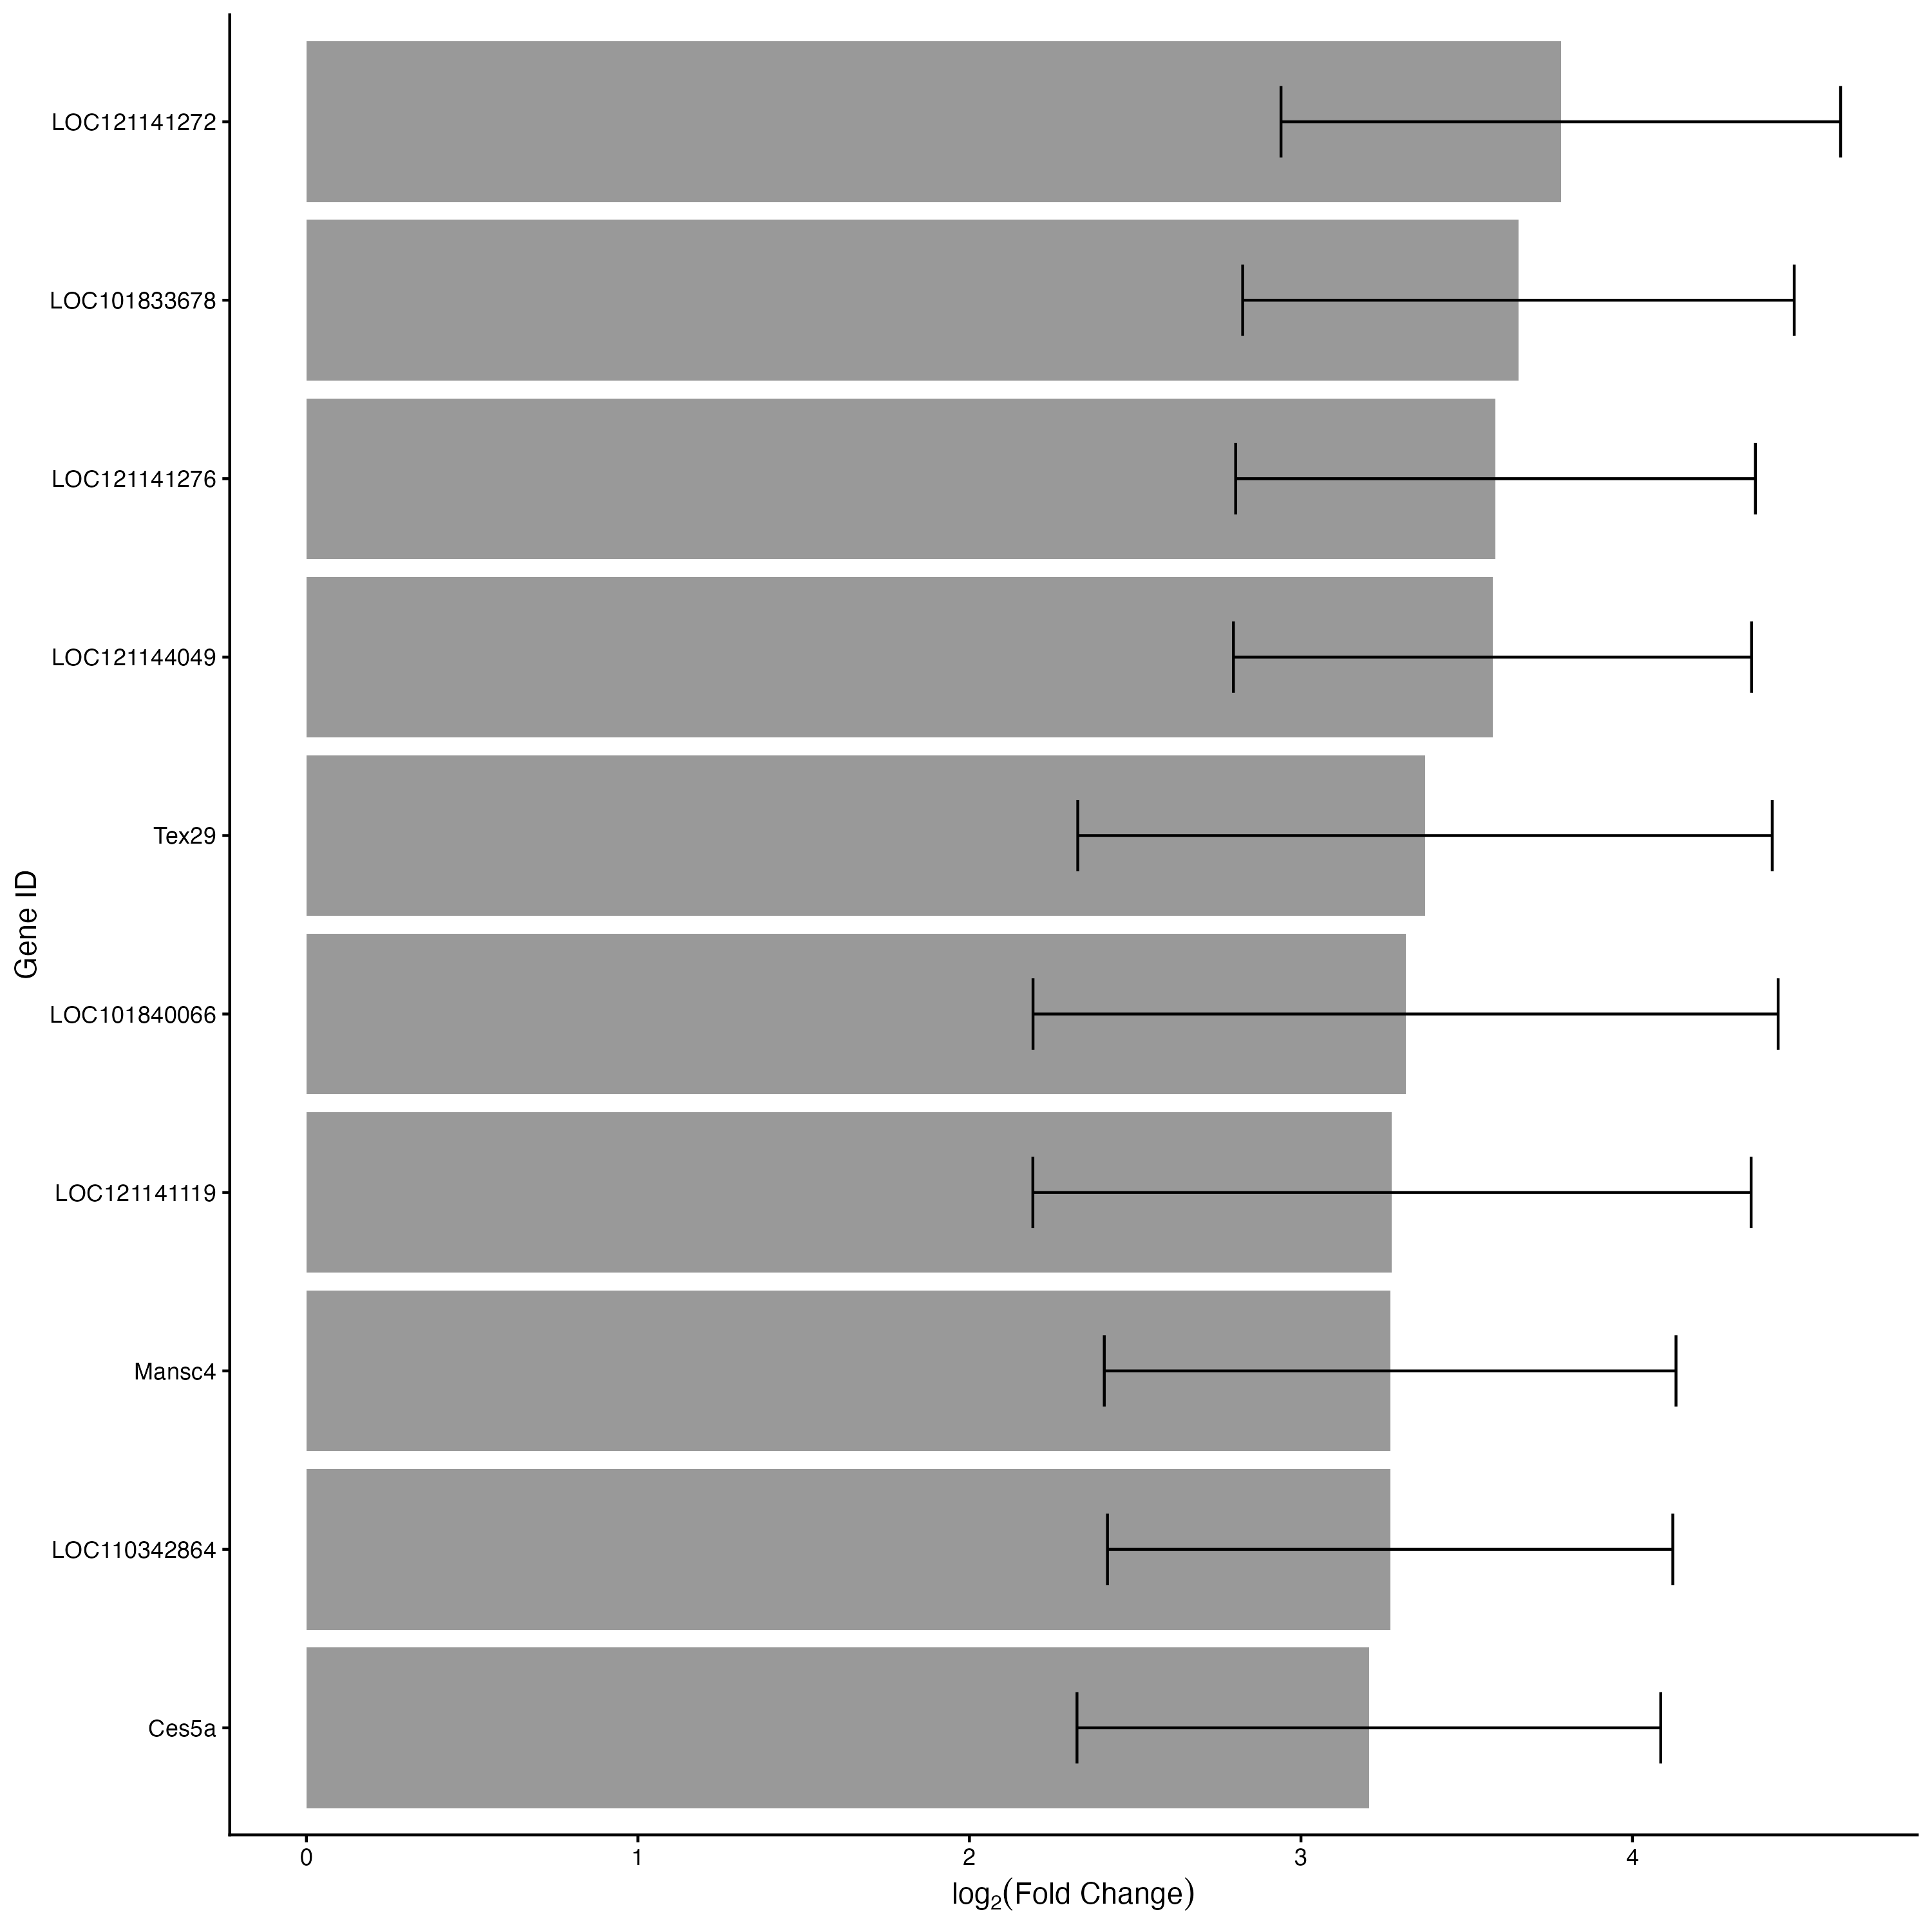 LOC121141272
LOC101833678
LOC121141276
LOC121144049
Tex29
LOC101840066
LOC121141119
Mansc4
LOC110342864
Ces5a
Gene ID
0 1 2 3 4
log₂(Fold Change)